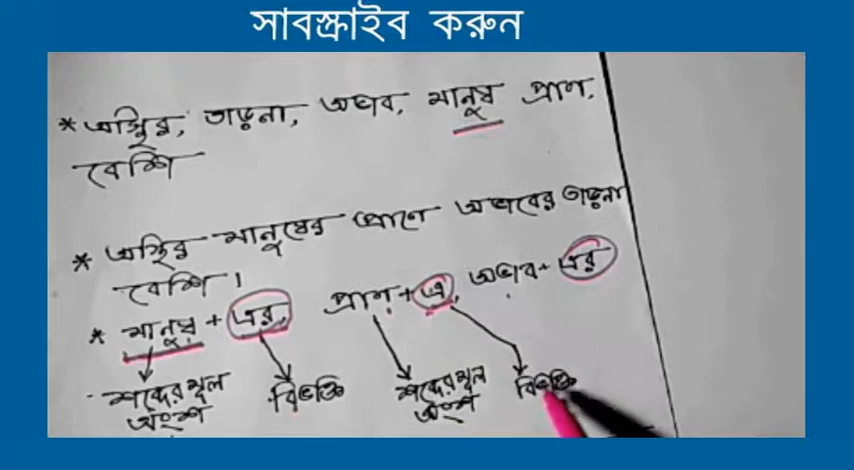 সাবস্ক্রাইব করুন
* অস্থির, তাড়না, অভাব, মানুষ প্রাণ,
বেশি
* অস্থির মানুষের প্রাণে অভাবের তাড়না
বেশি।
* মানুষ + এর, প্রাণ + এ, অভাব + এর
শব্দের মূল বিভক্তি শব্দের মূল বিভক্তি
অংশ অংশ